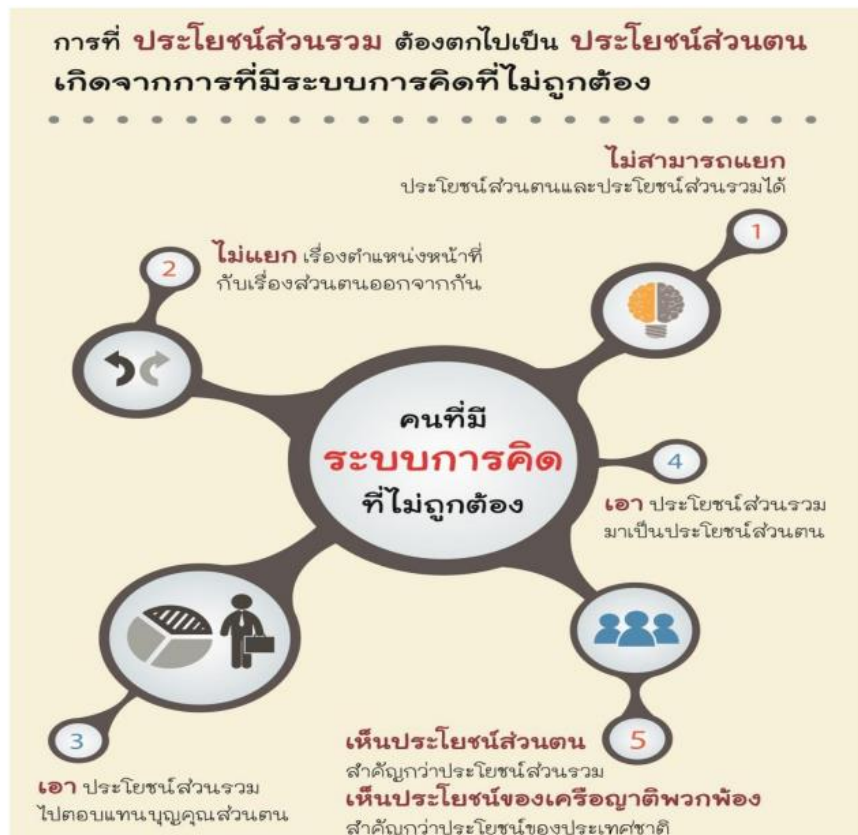 การที่ ประโยชน์ส่วนรวม ต้องตกไปเป็น ประโยชน์ส่วนตน
เกิดจากการที่มีระบบการคิดที่ไม่ถูกต้อง
ไม่สามารถแยก
ประโยชน์ส่วนตนและประโยชน์ส่วนรวมได้
1
2
ไม่แยก เรื่องตำแหน่งหน้าที่
กับเรื่องส่วนตนออกจากกัน
คนที่มี
ระบบการคิด
ที่ไม่ถูกต้อง
4
เอา ประโยชน์ส่วนรวม
มาเป็นประโยชน์ส่วนตน
3
เอา ประโยชน์ส่วนรวม
ไปตอบแทนบุญคุณส่วนตน
5
เห็นประโยชน์ส่วนตน
สำคัญกว่าประโยชน์ส่วนรวม
เห็นประโยชน์ของเครือญาติพวกพ้อง
สำคัญกว่าประโยชน์ของประเทศชาติ